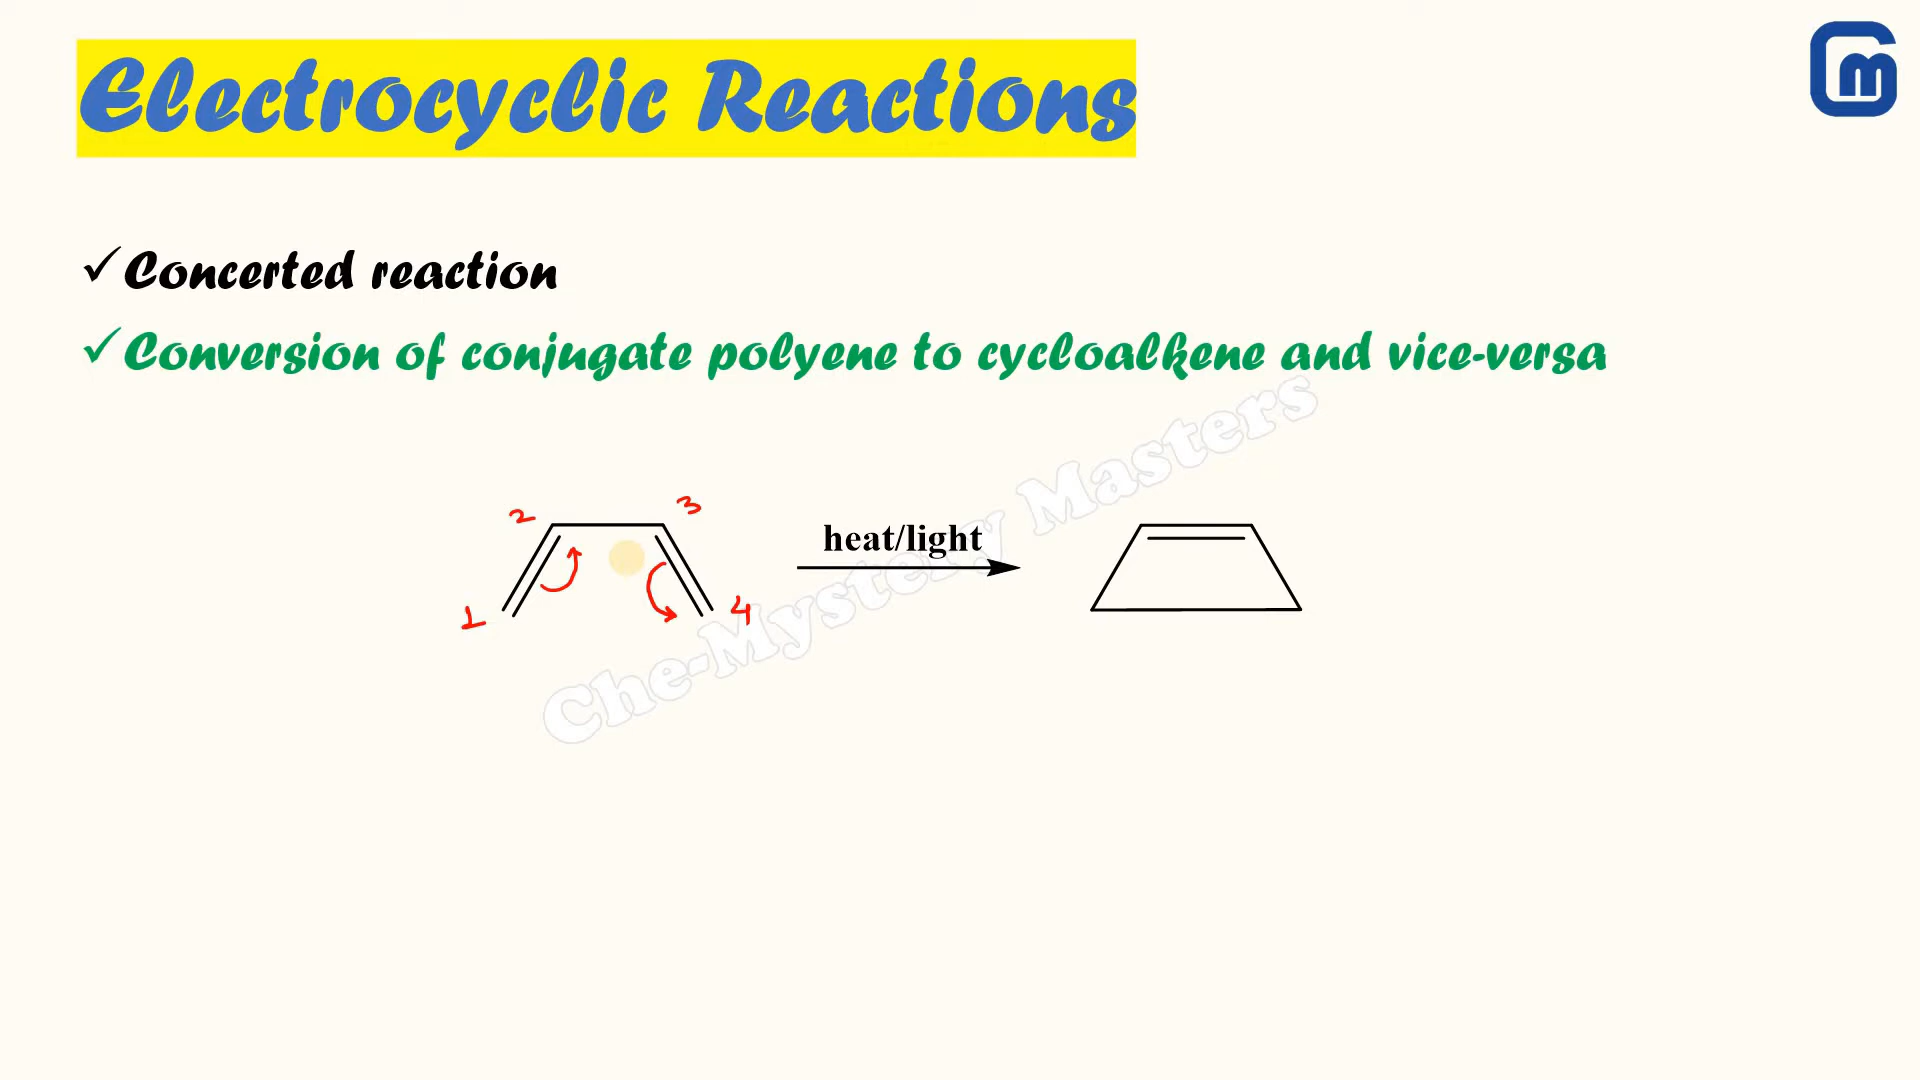 Electrocyclic Reactions
✓Concerted reaction
✓Conversion of conjugate polyene to cycloalkene and vice-versa
2
3
heat/light
1
4
Che-Mystery Masters
Cm